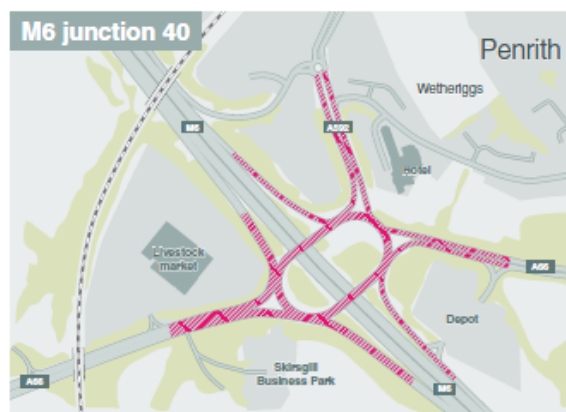 M6 junction 40
Penrith
Wetheriggs
M6
A592
Hotel
Livestock
market
A66
Depot
Skirsgill
Business Park
A66
M6